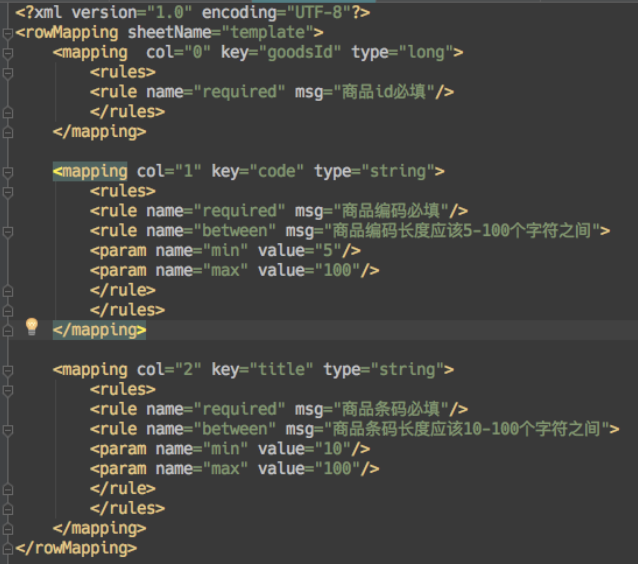 <?xml version="1.0" encoding="UTF-8"?>
<rowMapping sheetName="template">
<mapping  col="0" key="goodsId" type="long">
<rules>
<rule name="required" msg="商品id必填"/>
</rules>
</mapping>
<mapping col="1" key="code" type="string">
<rules>
<rule name="required" msg="商品编码必填"/>
<rule name="between" msg="商品编码长度应该5-100个字符之间">
<param name="min" value="5"/>
<param name="max" value="100"/>
</rule>
</rules>
</mapping>
<mapping col="2" key="title" type="string">
<rules>
<rule name="required" msg="商品条码必填"/>
<rule name="between" msg="商品条码长度应该10-100个字符之间">
<param name="min" value="10"/>
<param name="max" value="100"/>
</rule>
</rules>
</mapping>
</rowMapping>